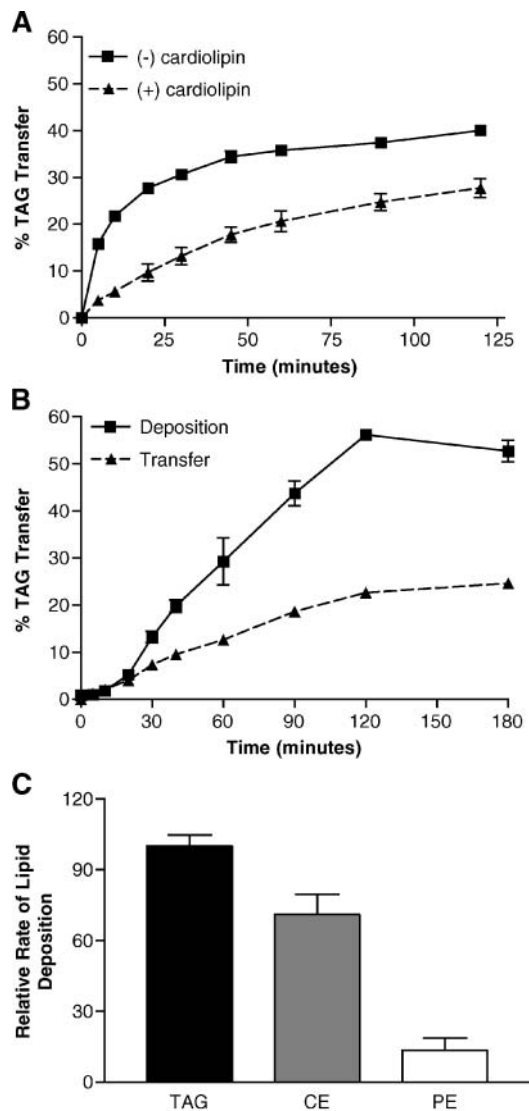 A
60
50
40
30
20
10
0
% TAG Transfer
(-) cardiolipin
(+) cardiolipin
0 25 50 75 100 125
Time (minutes)
B
60
50
40
30
20
10
0
% TAG Transfer
Deposition
Transfer
0 30 60 90 120 150 180
Time (minutes)
C
120
90
60
30
0
Relative Rate of Lipid
Deposition
TAG CE PE